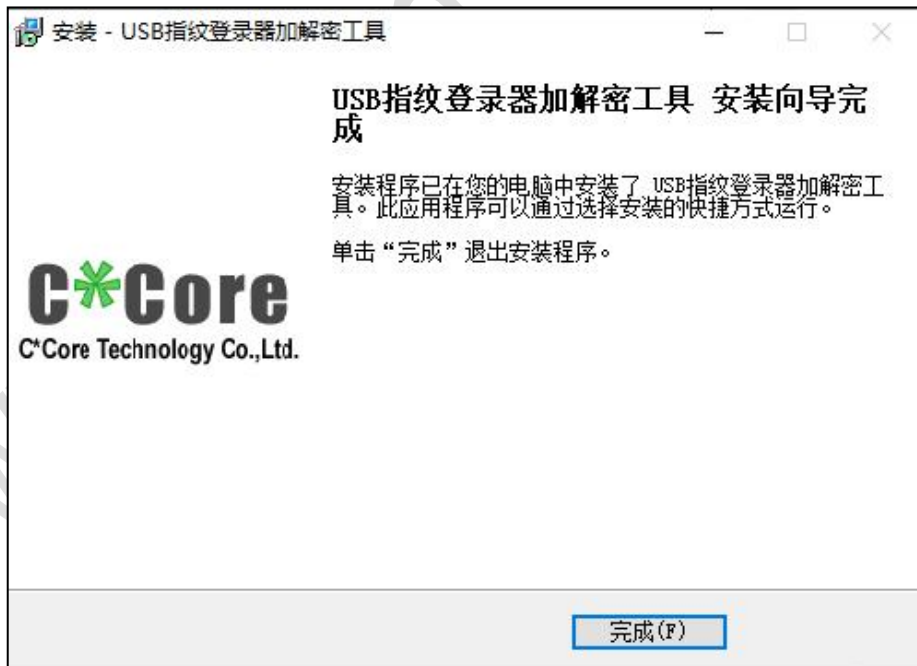 安装 - USB指纹登录器加解密工具
USB指纹登录器加解密工具 安装向导完
成
安装程序已在您的电脑中安装了 USB指纹登录器加解密工
具。此应用程序可以通过选择安装的快捷方式运行。
单击“完成”退出安装程序。
C*Core
C*Core Technology Co.,Ltd.
完成(F)